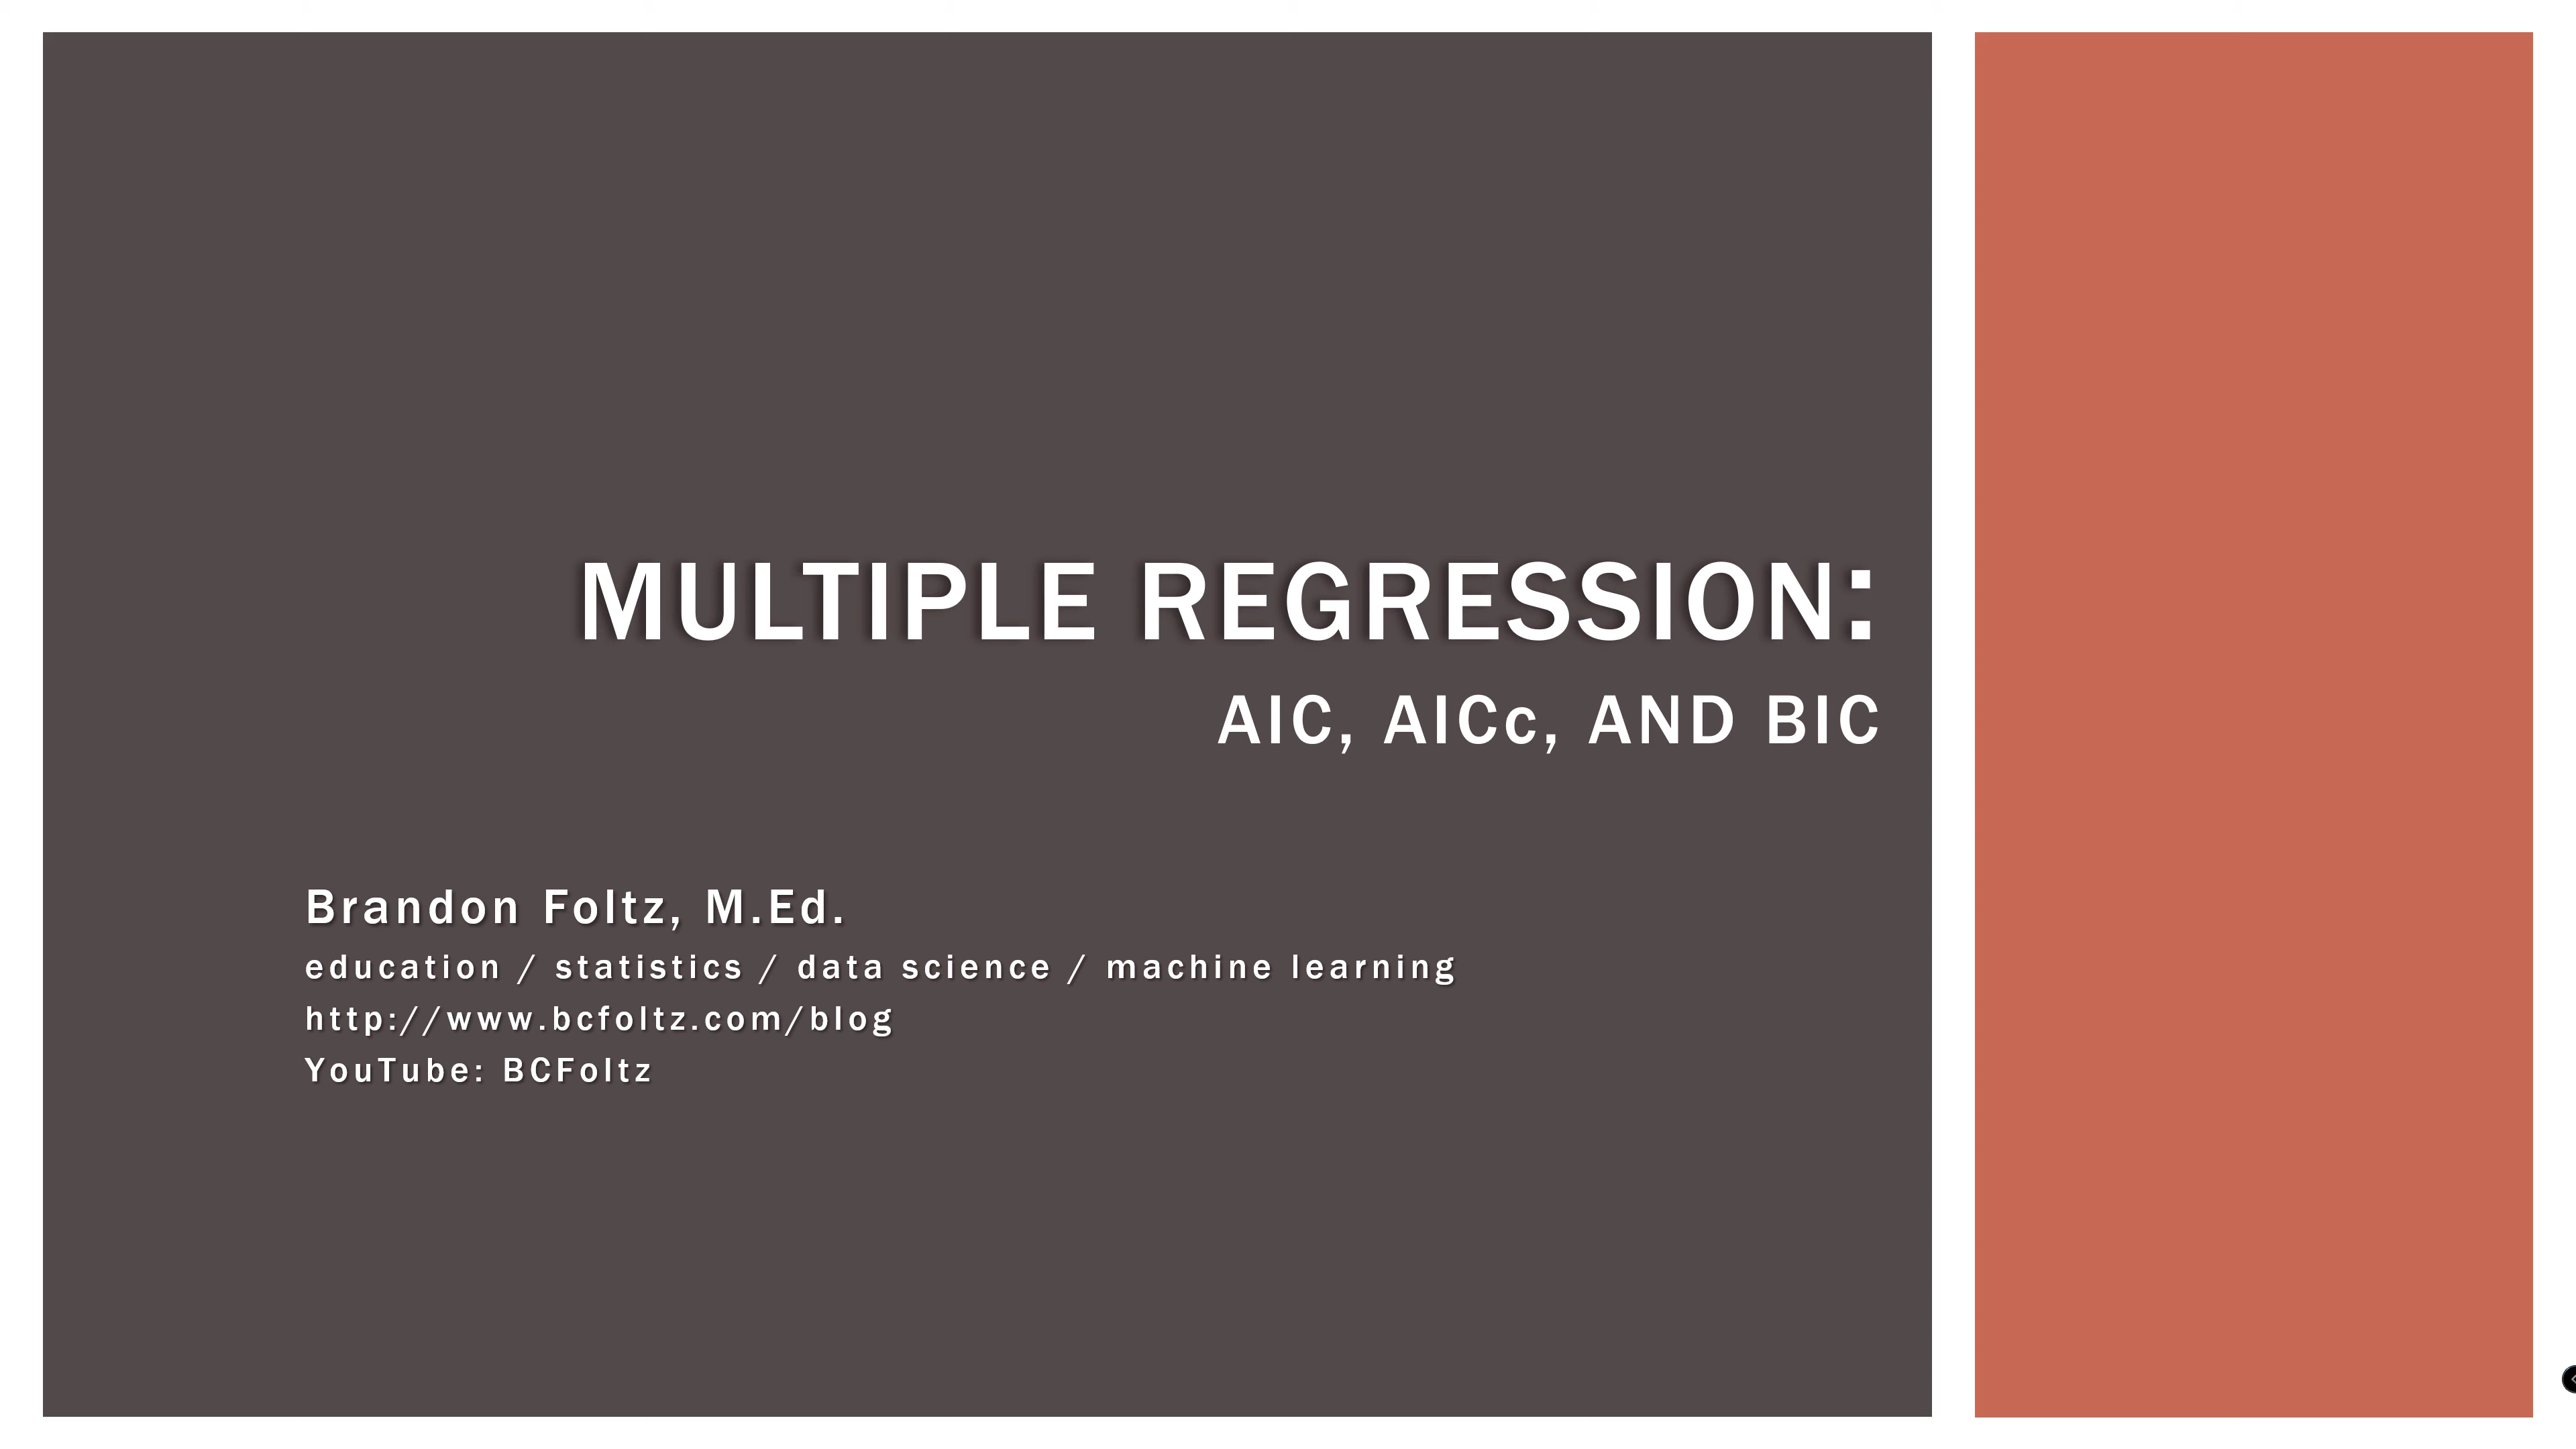 MULTIPLE REGRESSION:
AIC, AICc, AND BIC
Brandon Foltz, M.Ed.
education / statistics / data science / machine learning
http://www.bcfoltz.com/blog
YouTube: BCFoltz